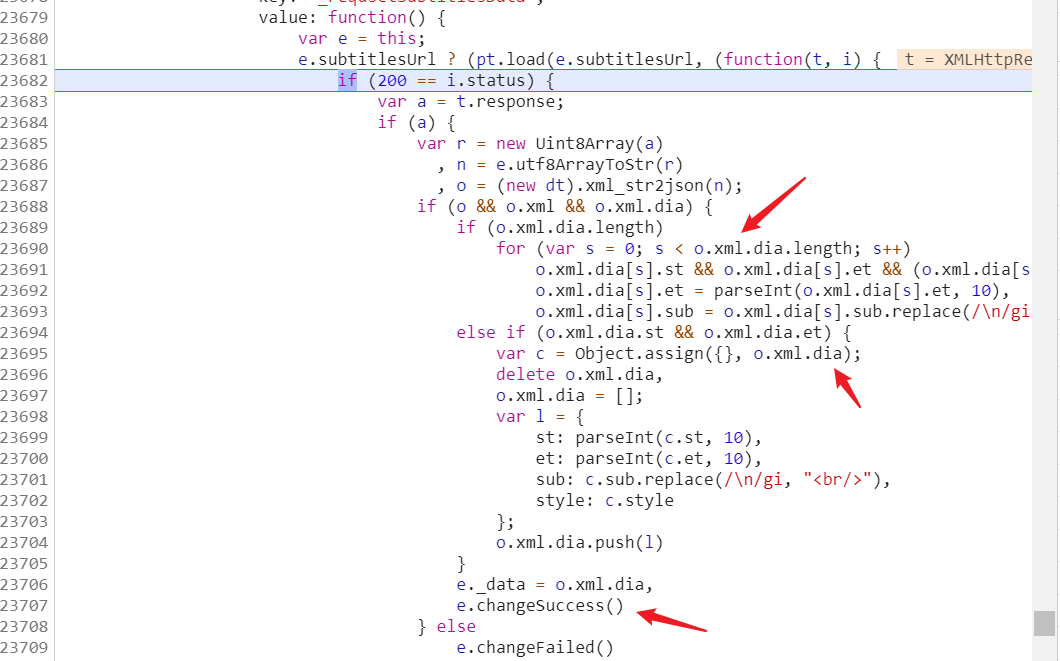 23679 value: function() {
23680 var e = this;
23681 e.subtitlesUrl ? (pt.load(e.subtitlesUrl, (function(t, i) { t = XMLHttpRe
23682 if (200 == i.status) {
23683 var a = t.response;
23684 if (a) {
23685 var r = new Uint8Array(a)
23686 , n = e.utf8ArrayToStr(r)
23687 , o = (new dt).xml_str2json(n);
23688 if (o && o.xml && o.xml.dia) {
23689 if (o.xml.dia.length)
23690 for (var s = 0; s < o.xml.dia.length; s++)
23691 o.xml.dia[s].st && o.xml.dia[s].et && (o.xml.dia[s
23692 o.xml.dia[s].et = parseInt(o.xml.dia[s].et, 10),
23693 o.xml.dia[s].sub = o.xml.dia[s].sub.replace(/\n/gi
23694 else if (o.xml.dia.st && o.xml.dia.et) {
23695 var c = Object.assign({}, o.xml.dia);
23696 delete o.xml.dia,
23697 o.xml.dia = [];
23698 var l = {
23699 st: parseInt(c.st, 10),
23700 et: parseInt(c.et, 10),
23701 sub: c.sub.replace(/\n/gi, "<br/>"),
23702 style: c.style
23703 };
23704 o.xml.dia.push(l)
23705 }
23706 e._data = o.xml.dia,
23707 e.changeSuccess()
23708 } else
23709 e.changeFailed()